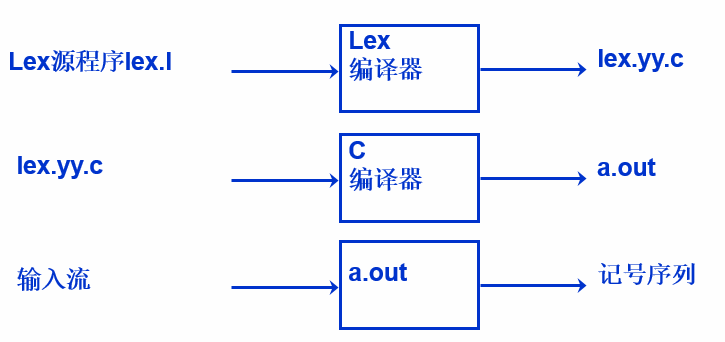 Lex源程序lex.l
Lex
编译器
lex.yy.c
lex.yy.c
C
编译器
a.out
输入流
a.out
记号序列